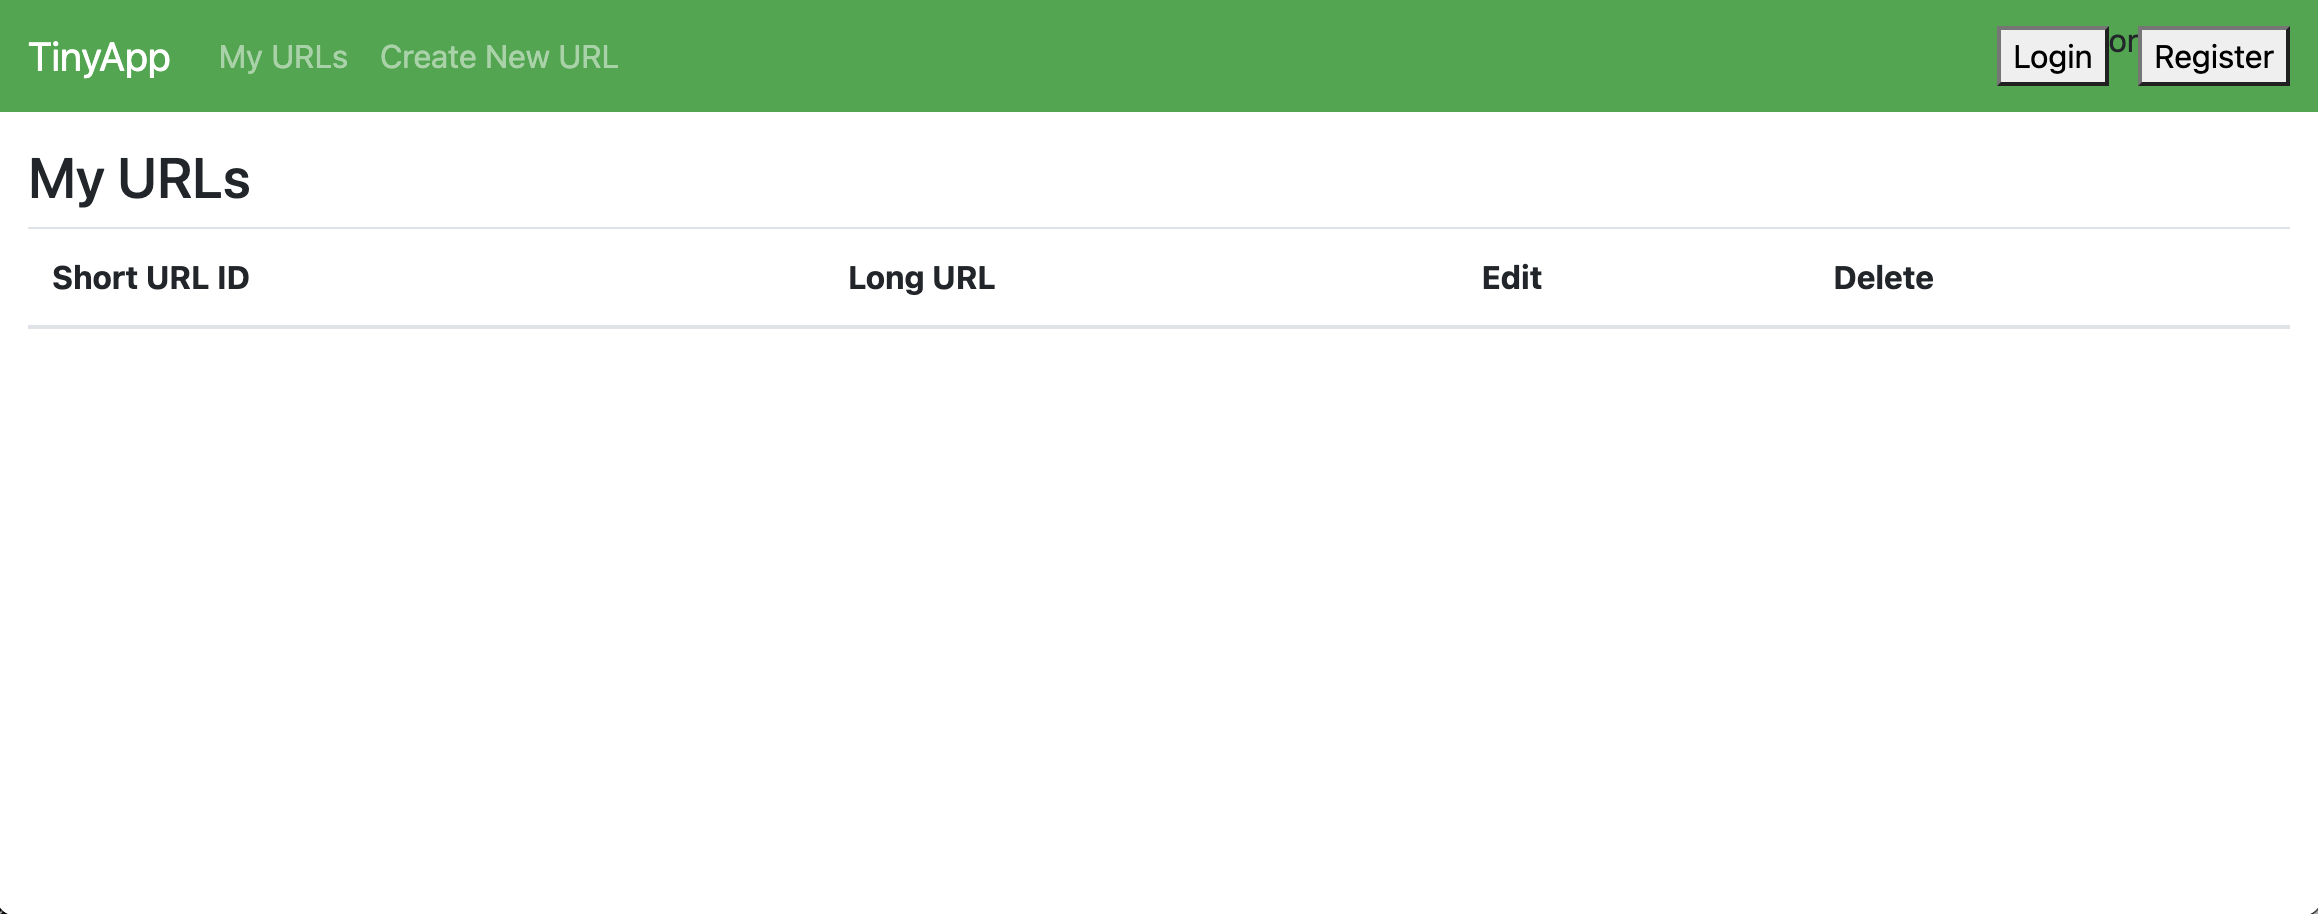 TinyApp My URLs Create New URL Login or Register
My URLs
Short URL ID Long URL Edit Delete